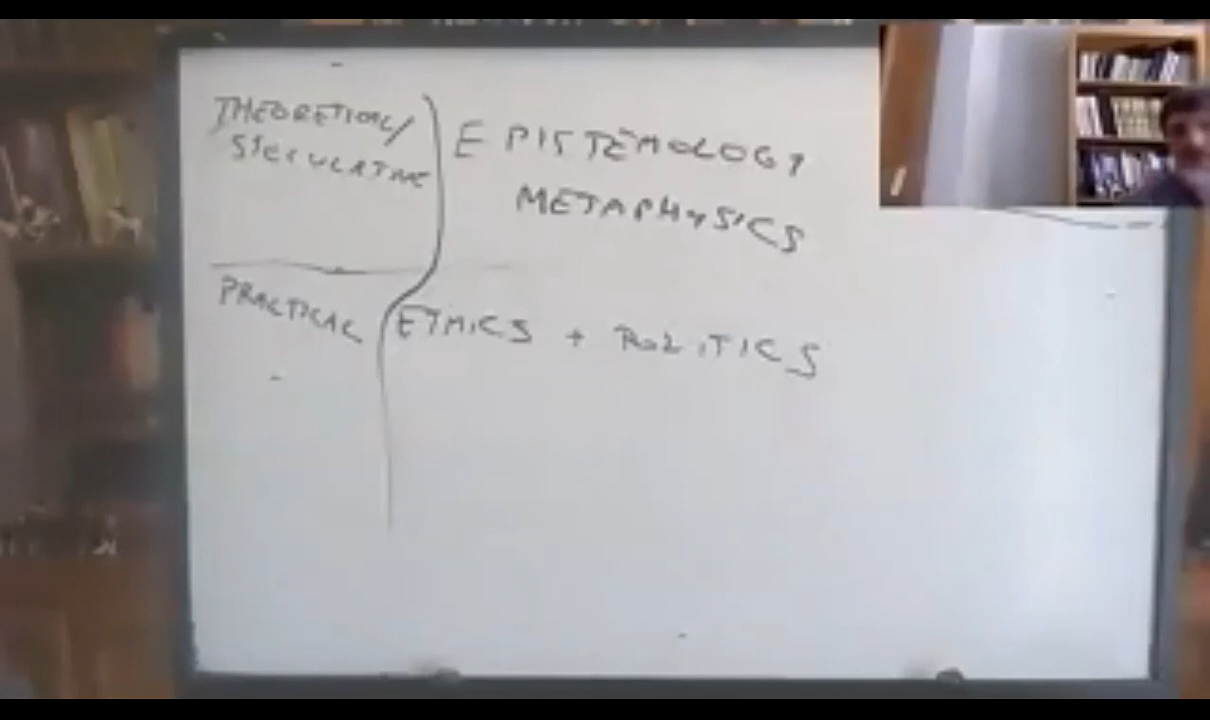 THEORETICAL/
SPECULATIVE
EPISTEMOLOGY
METAPHYSICS
PRACTICAL
ETHICS + POLITICS